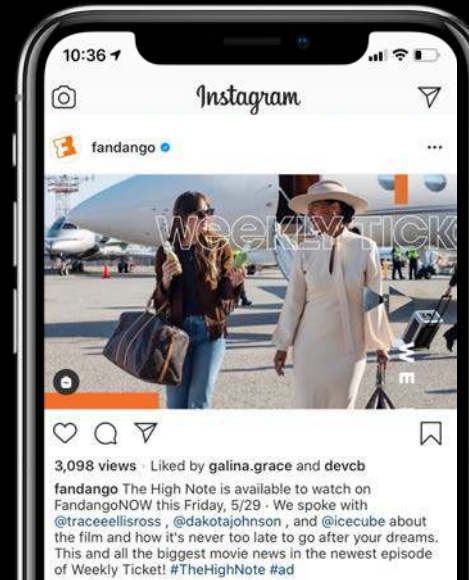 10:36
Instagram
fandango
WEEKLY TICK
W
E
3,098 views · Liked by galina.grace and devcb
fandango The High Note is available to watch on
FandangoNOW this Friday, 5/29 - We spoke with
@traceeellisross , @dakotajohnson , and @icecube about
the film and how it's never too late to go after your dreams.
This and all the biggest movie news in the newest episode
of Weekly Ticket! #TheHighNote #ad